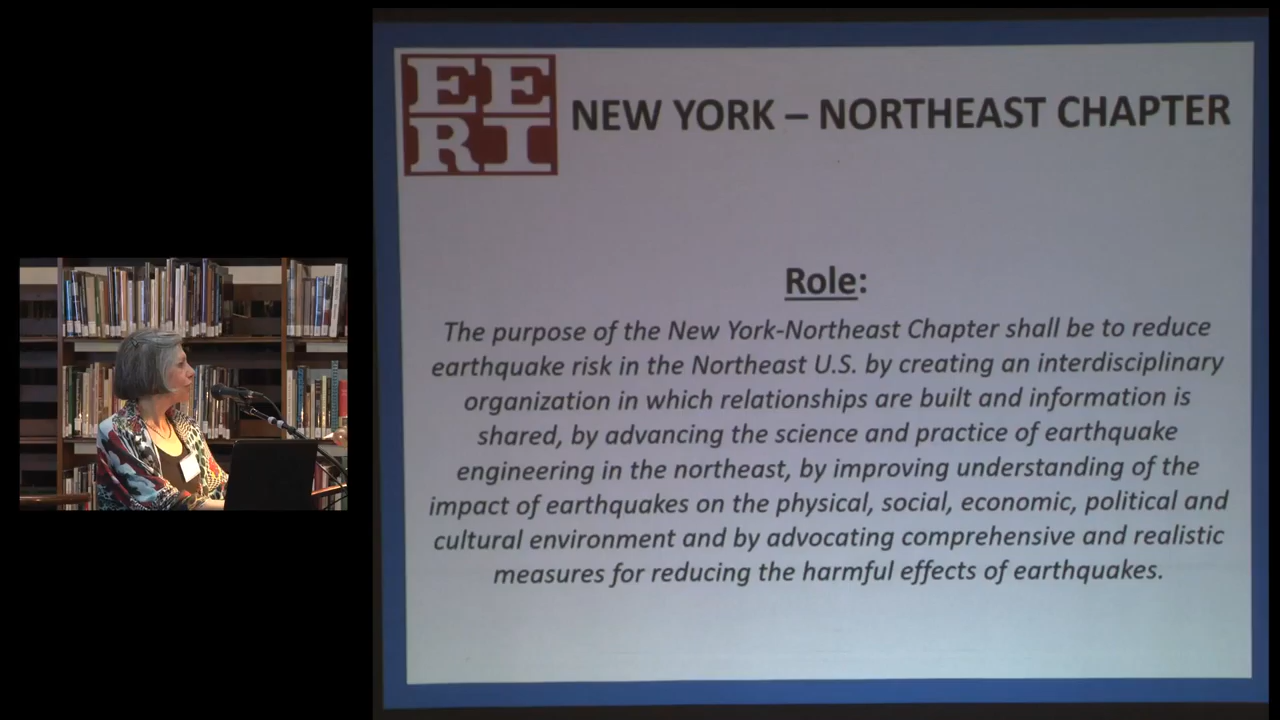 EE
RI
NEW YORK – NORTHEAST CHAPTER
Role:
The purpose of the New York-Northeast Chapter shall be to reduce
earthquake risk in the Northeast U.S. by creating an interdisciplinary
organization in which relationships are built and information is
shared, by advancing the science and practice of earthquake
engineering in the northeast, by improving understanding of the
impact of earthquakes on the physical, social, economic, political and
cultural environment and by advocating comprehensive and realistic
measures for reducing the harmful effects of earthquakes.